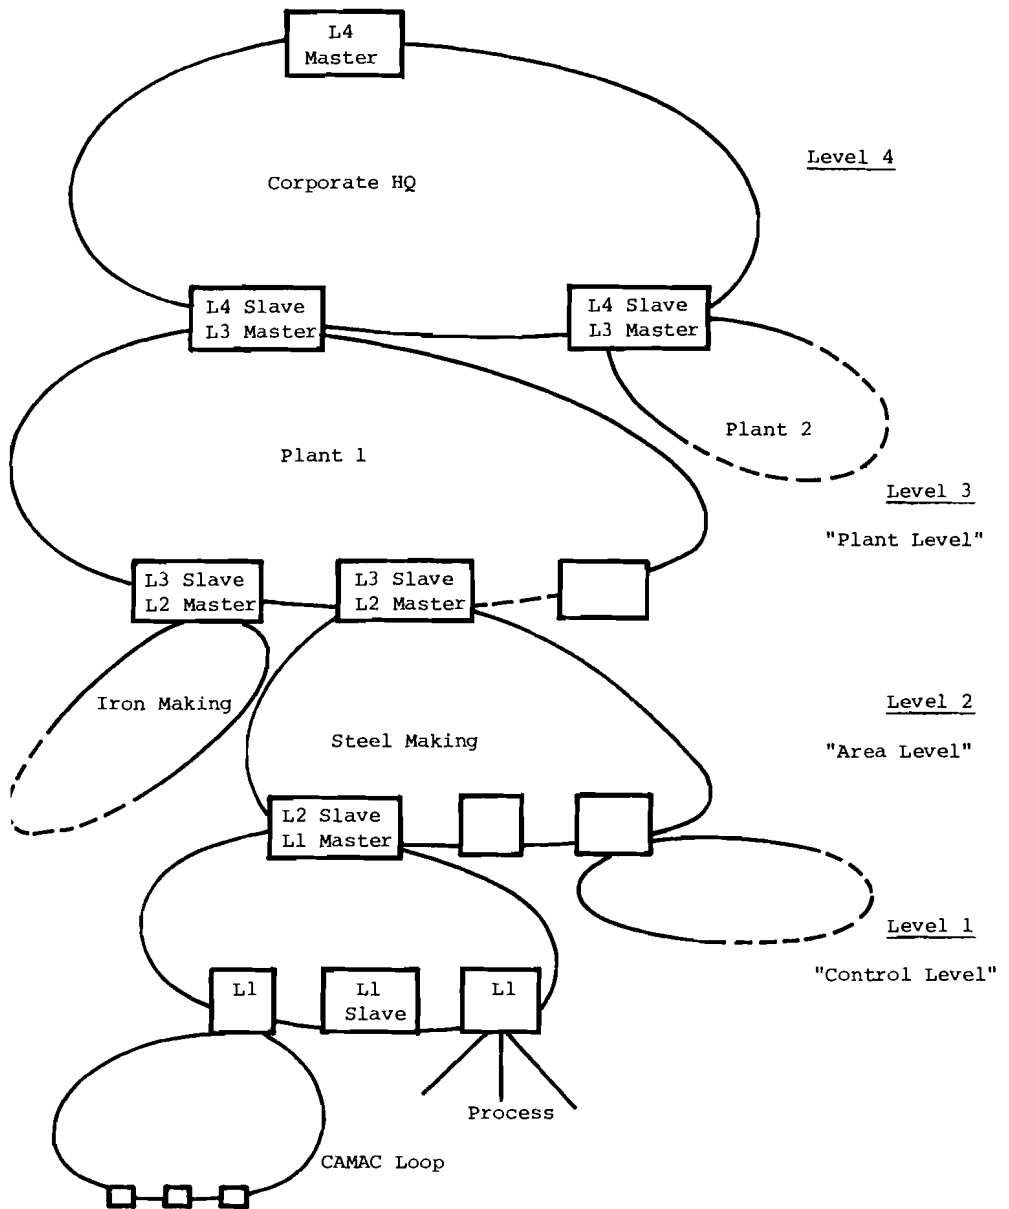 L4
Master
Level 4
Corporate HQ
L4 Slave
L3 Master
L4 Slave
L3 Master
Plant 2
Plant 1
Level 3
"Plant Level"
L3 Slave
L2 Master
L3 Slave
L2 Master
Iron Making
Level 2
Steel Making
"Area Level"
L2 Slave
L1 Master
Level 1
"Control Level"
L1
L1
Slave
L1
Process
CAMAC Loop